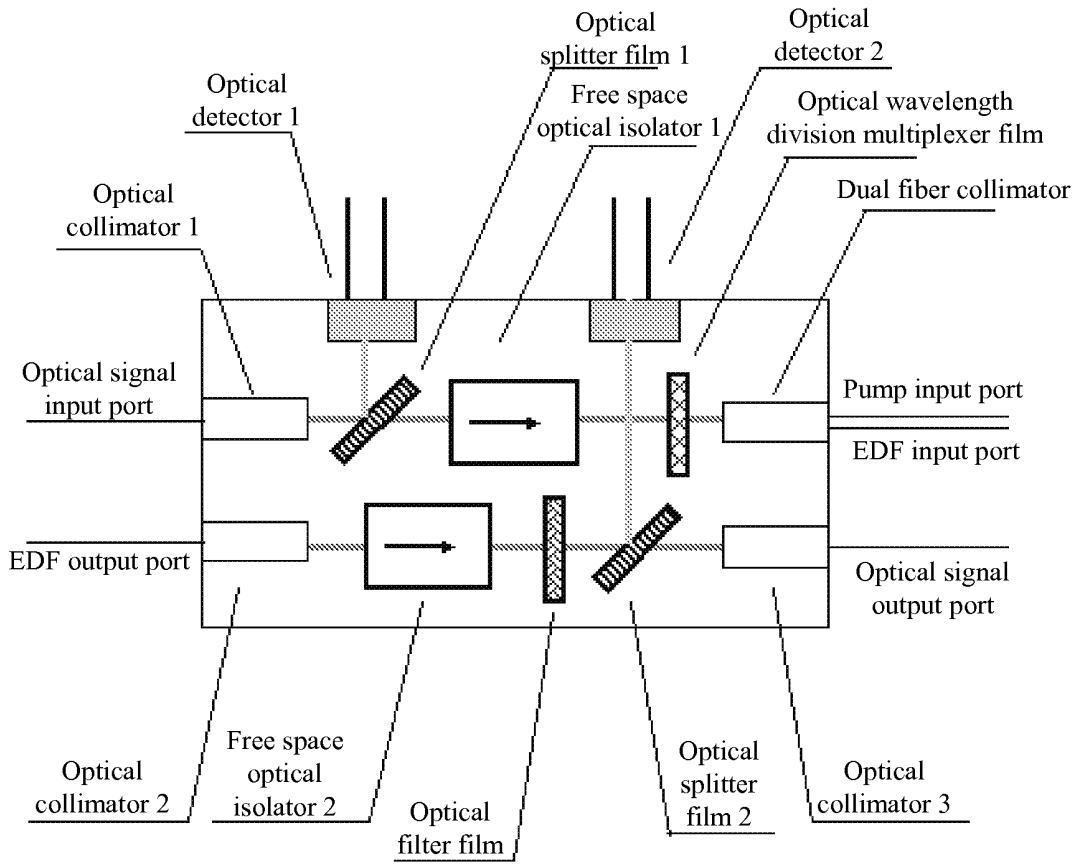 Optical
splitter film 1
Optical
detector 2
Optical
detector 1
Free space
optical isolator 1
Optical wavelength
division multiplexer film
Optical
collimator 1
Dual fiber collimator
Optical signal
input port
Pump input port
EDF input port
EDF output port
Optical signal
output port
Optical
collimator 2
Free space
optical
isolator 2
Optical
filter film
Optical
splitter
film 2
Optical
collimator 3